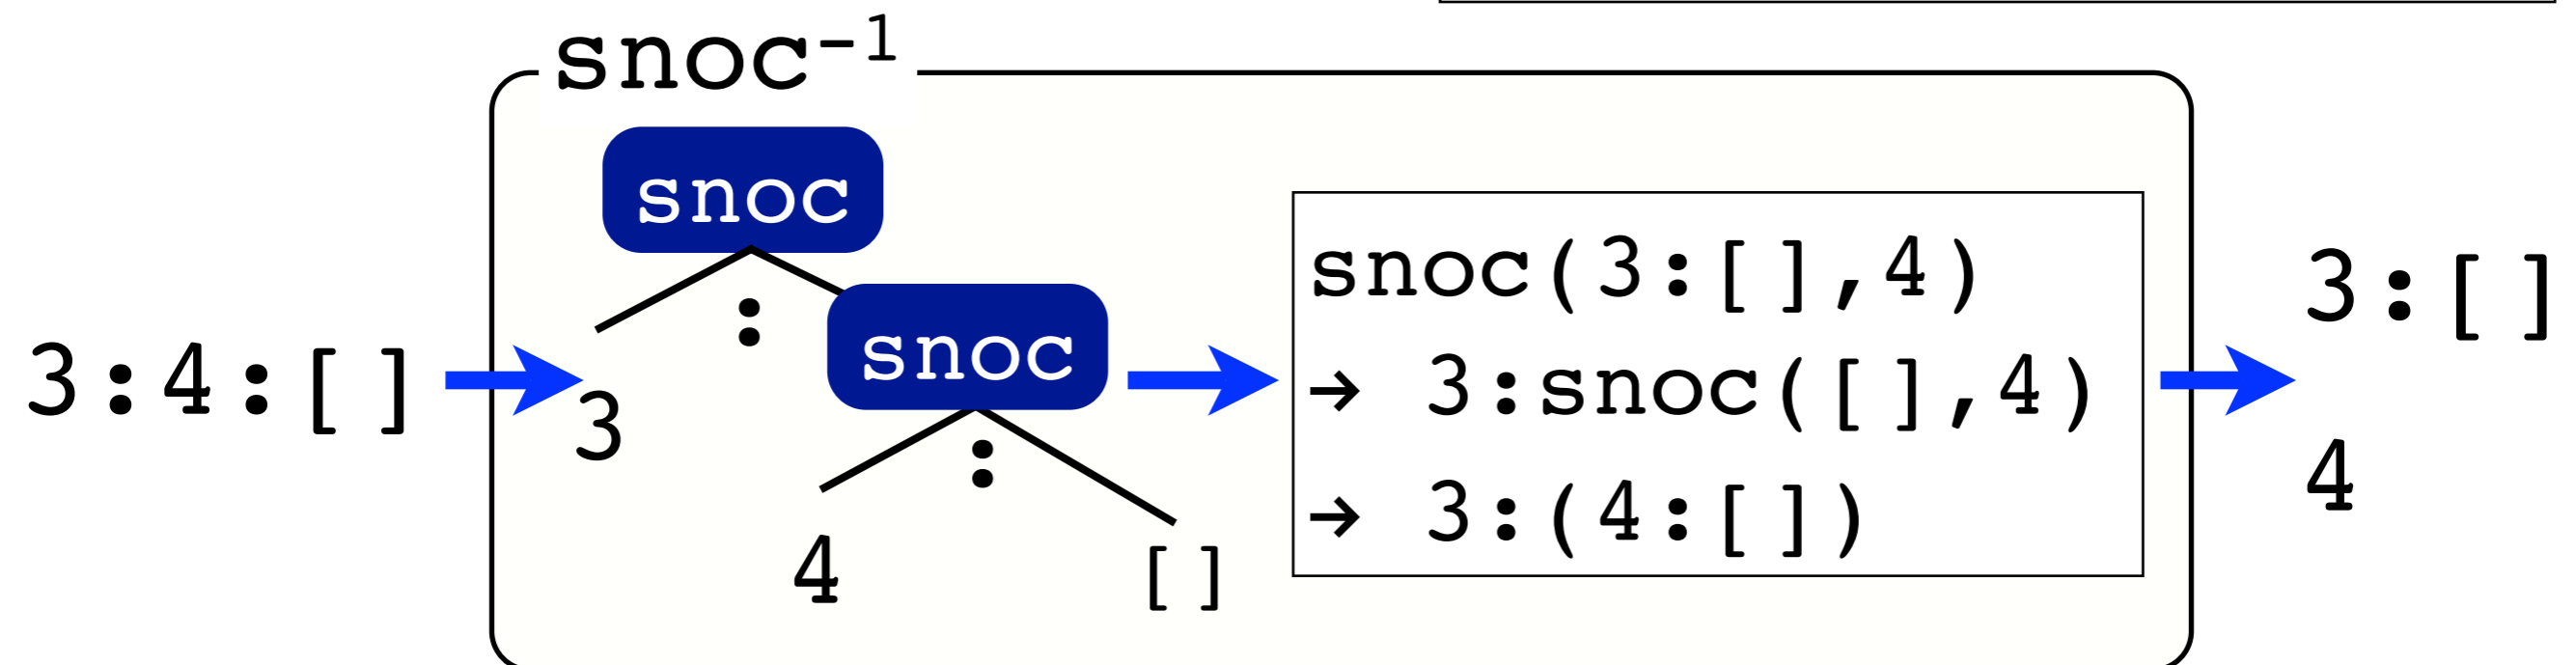 snoc⁻¹
3:4:[]
snoc
:
3
snoc
:
4
[]
snoc(3:[],4)
→ 3:snoc([],4)
→ 3:(4:[])
3:[]
4